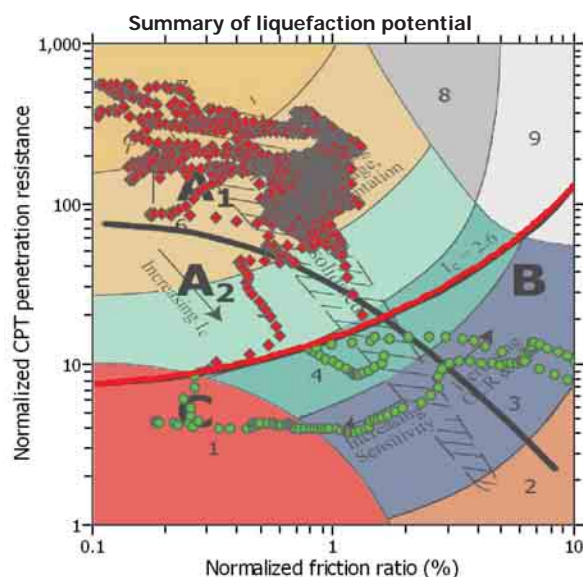 Summary of liquefaction potential
Normalized CPT penetration resistance
1,000
100
10
1
7
8
9
A1
6
A2
Increasing Ic
Ic = 2.6
B
4
3
C
1
Increasing
Sensitivity
2
0.1
1
10
Normalized friction ratio (%)